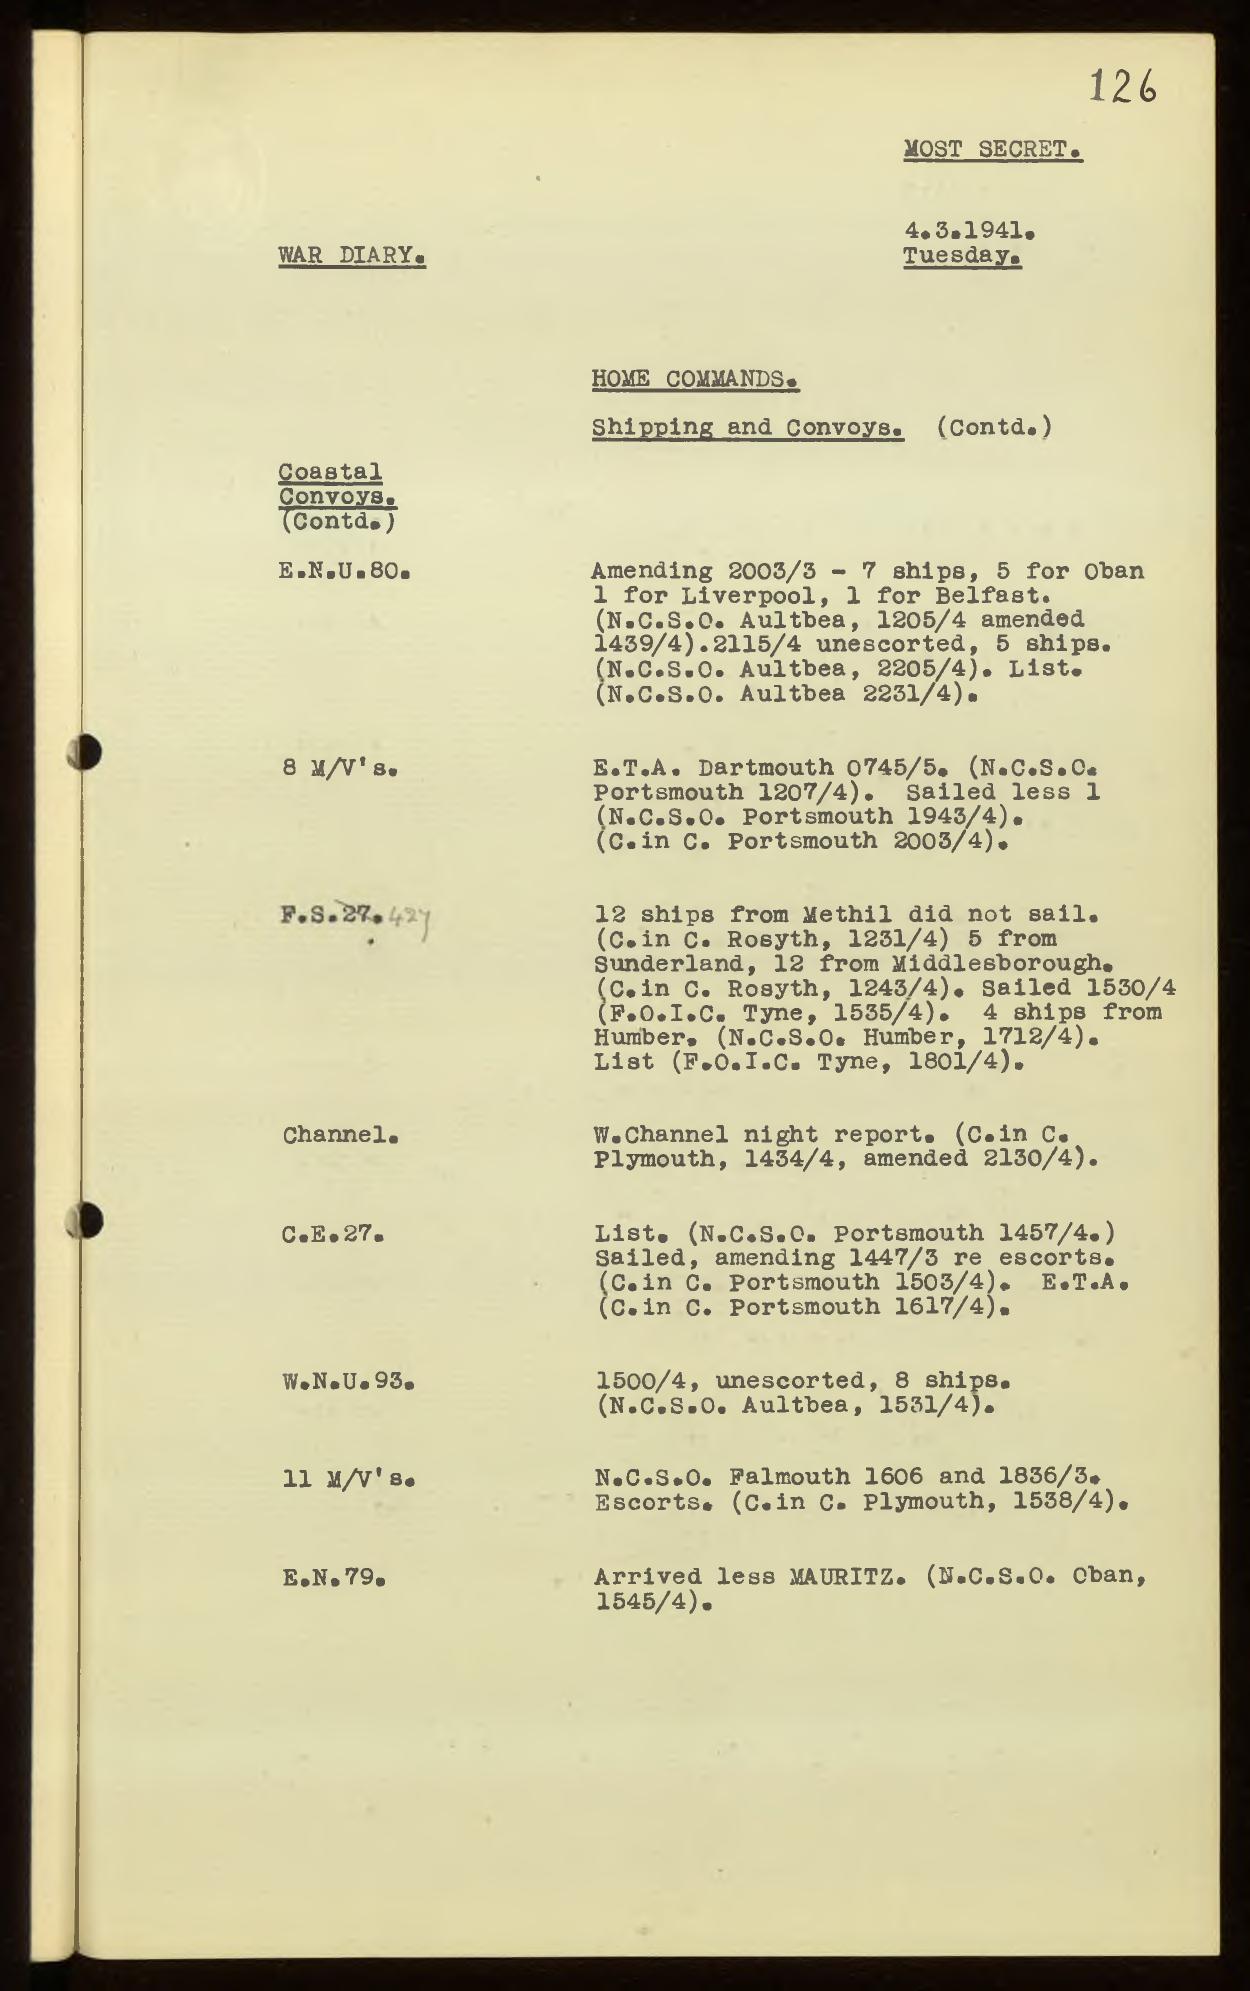 126
MOST SECRET.
4.3.1941.
WAR DIARY. Tuesday.
HOME COMMANDS.
Shipping and Convoys. (Contd.)
Coastal
Convoys.
(Contd.)
E.N.U.80. Amending 2003/3 - 7 ships, 5 for Oban
1 for Liverpool, 1 for Belfast.
(N.C.S.O. Aultbea, 1205/4 amended
1439/4).2115/4 unescorted, 5 ships.
(N.C.S.O. Aultbea, 2205/4). List.
(N.C.S.O. Aultbea 2231/4).
8 M/V's. E.T.A. Dartmouth 0745/5. (N.C.S.O.
Portsmouth 1207/4). Sailed less 1
(N.C.S.O. Portsmouth 1943/4).
(C.in C. Portsmouth 2003/4).
F.S.27. 427 12 ships from Methil did not sail.
(C.in C. Rosyth, 1231/4) 5 from
Sunderland, 12 from Middlesborough.
(C.in C. Rosyth, 1243/4). Sailed 1530/4
(F.O.I.C. Tyne, 1535/4). 4 ships from
Humber. (N.C.S.O. Humber, 1712/4).
List (F.O.I.C. Tyne, 1801/4).
Channel. W.Channel night report. (C.in C.
Plymouth, 1434/4, amended 2130/4).
C.E.27. List. (N.C.S.O. Portsmouth 1457/4.)
Sailed, amending 1447/3 re escorts.
(C.in C. Portsmouth 1503/4). E.T.A.
(C.in C. Portsmouth 1617/4).
W.N.U.93. 1500/4, unescorted, 8 ships.
(N.C.S.O. Aultbea, 1531/4).
11 M/V's. N.C.S.O. Falmouth 1606 and 1836/3.
Escorts. (C.in C. Plymouth, 1538/4).
E.N.79. Arrived less MAURITZ. (N.C.S.O. Oban,
1545/4).